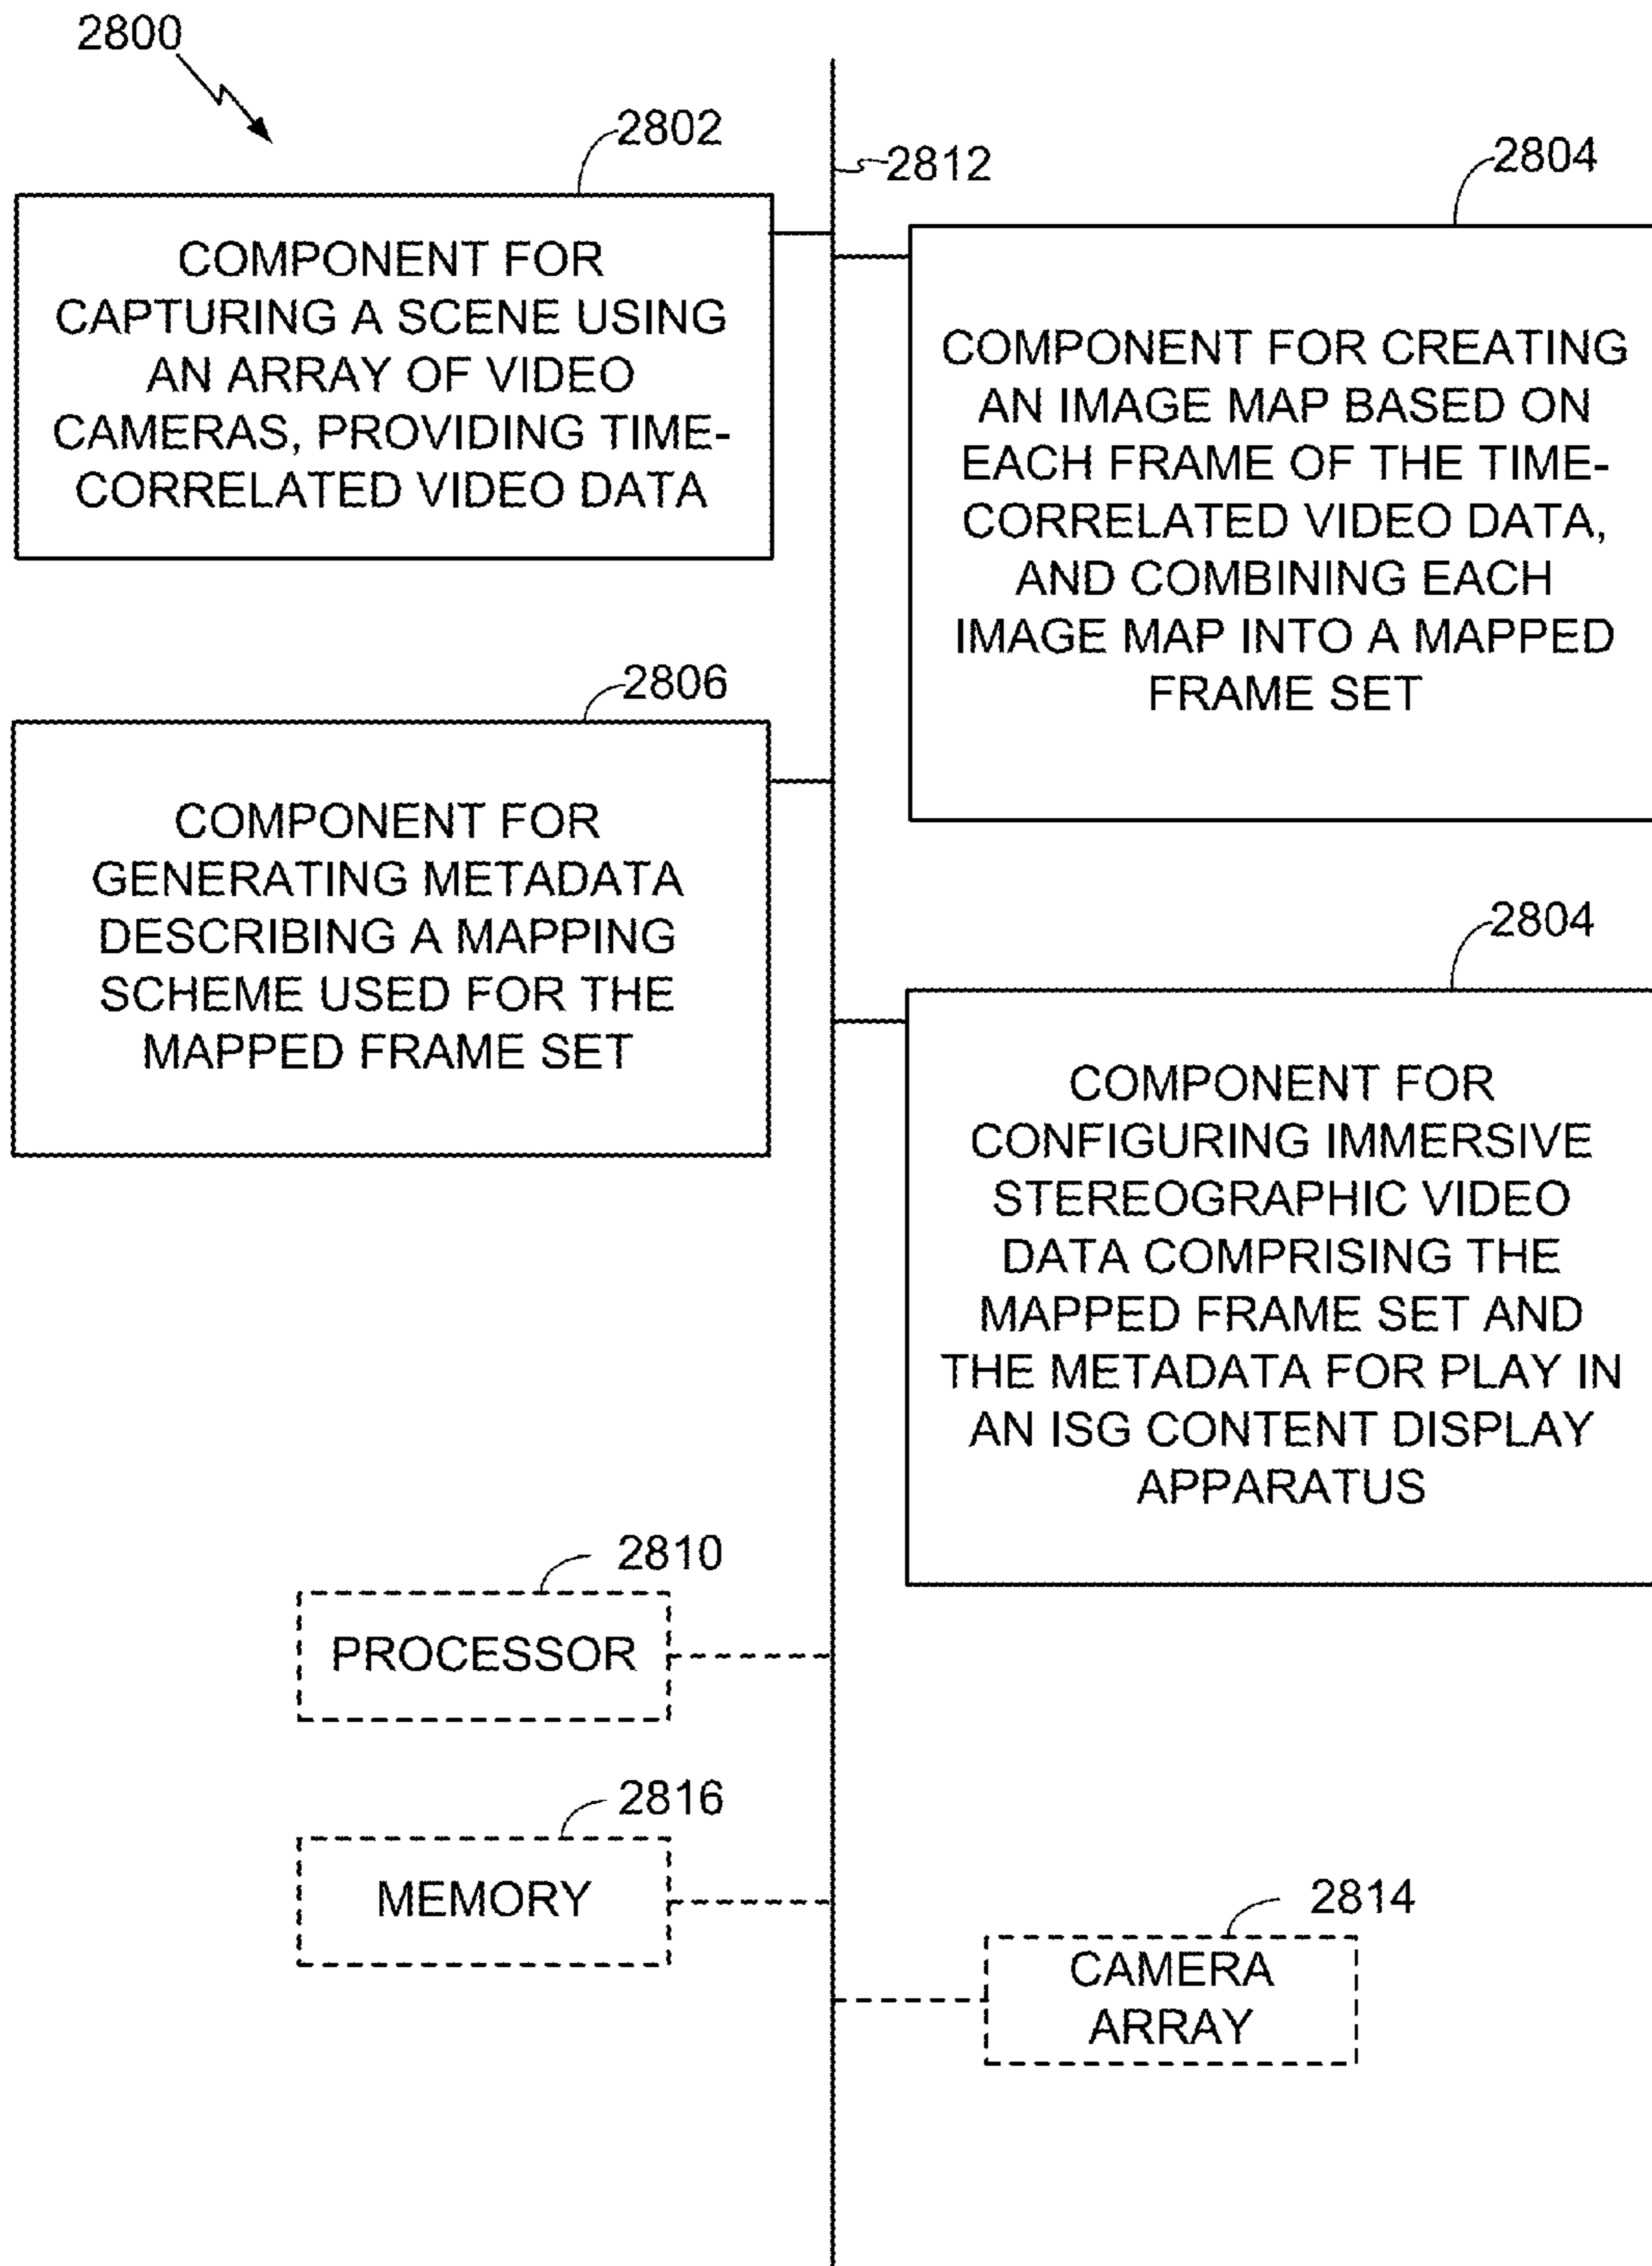 2800
2802
2812
2804
COMPONENT FOR
CAPTURING A SCENE USING
AN ARRAY OF VIDEO
CAMERAS, PROVIDING TIME-
CORRELATED VIDEO DATA
COMPONENT FOR CREATING
AN IMAGE MAP BASED ON
EACH FRAME OF THE TIME-
CORRELATED VIDEO DATA,
AND COMBINING EACH
IMAGE MAP INTO A MAPPED
FRAME SET
2806
COMPONENT FOR
GENERATING METADATA
DESCRIBING A MAPPING
SCHEME USED FOR THE
MAPPED FRAME SET
2804
COMPONENT FOR
CONFIGURING IMMERSIVE
STEREOGRAPHIC VIDEO
DATA COMPRISING THE
MAPPED FRAME SET AND
THE METADATA FOR PLAY IN
AN ISG CONTENT DISPLAY
APPARATUS
2810
PROCESSOR
2816
MEMORY
2814
CAMERA
ARRAY